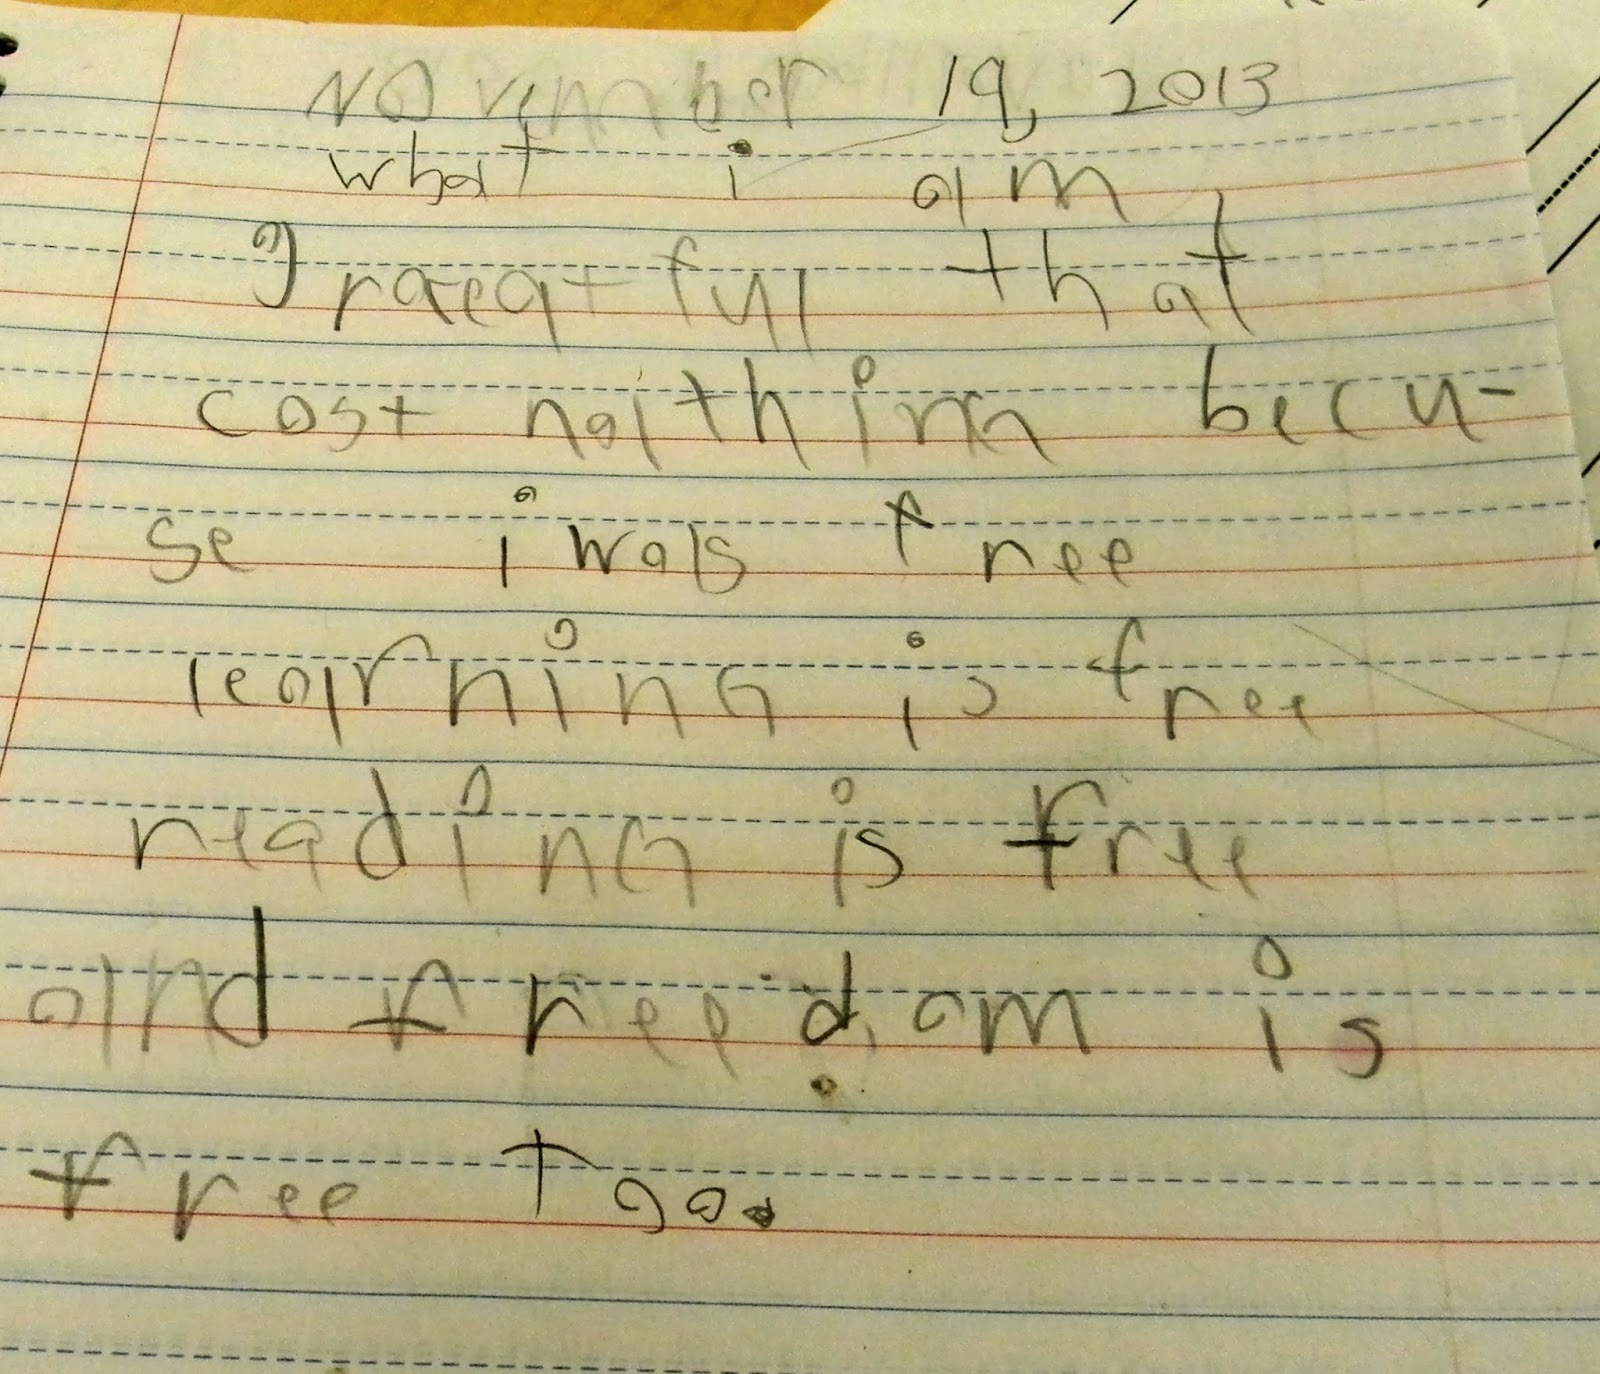 November 19, 2013
what i am
graeatful that
cost naithing becu-
se i was free
learning is free
reading is free
and freedom is
free too.